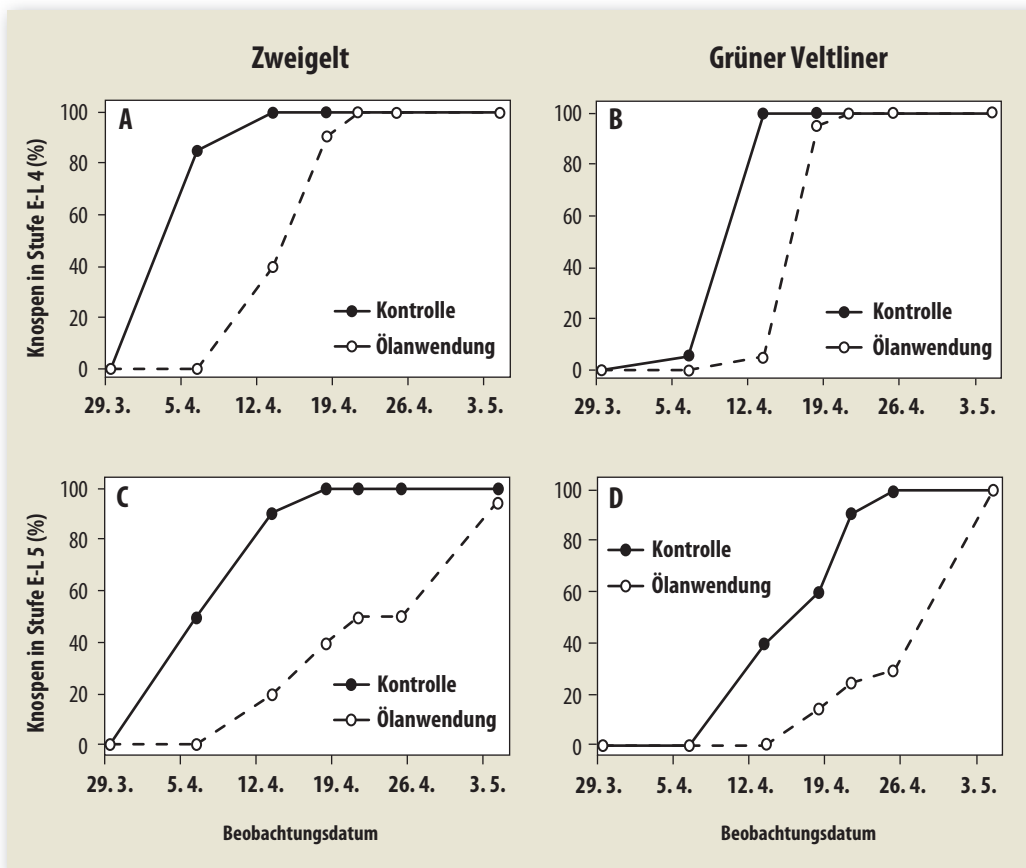 Zweigelt
Grüner Veltliner
Knospen in Stufe E-L 4 (%)
100
80
60
40
20
0
A
Kontrolle
Ölanwendung
29. 3. 5. 4. 12. 4. 19. 4. 26. 4. 3. 5.
100
80
60
40
20
0
B
Kontrolle
Ölanwendung
29. 3. 5. 4. 12. 4. 19. 4. 26. 4. 3. 5.
Knospen in Stufe E-L 5 (%)
100
80
60
40
20
0
C
Kontrolle
Ölanwendung
29. 3. 5. 4. 12. 4. 19. 4. 26. 4. 3. 5.
Beobachtungsdatum
100
80
60
40
20
0
D
Kontrolle
Ölanwendung
29. 3. 5. 4. 12. 4. 19. 4. 26. 4. 3. 5.
Beobachtungsdatum